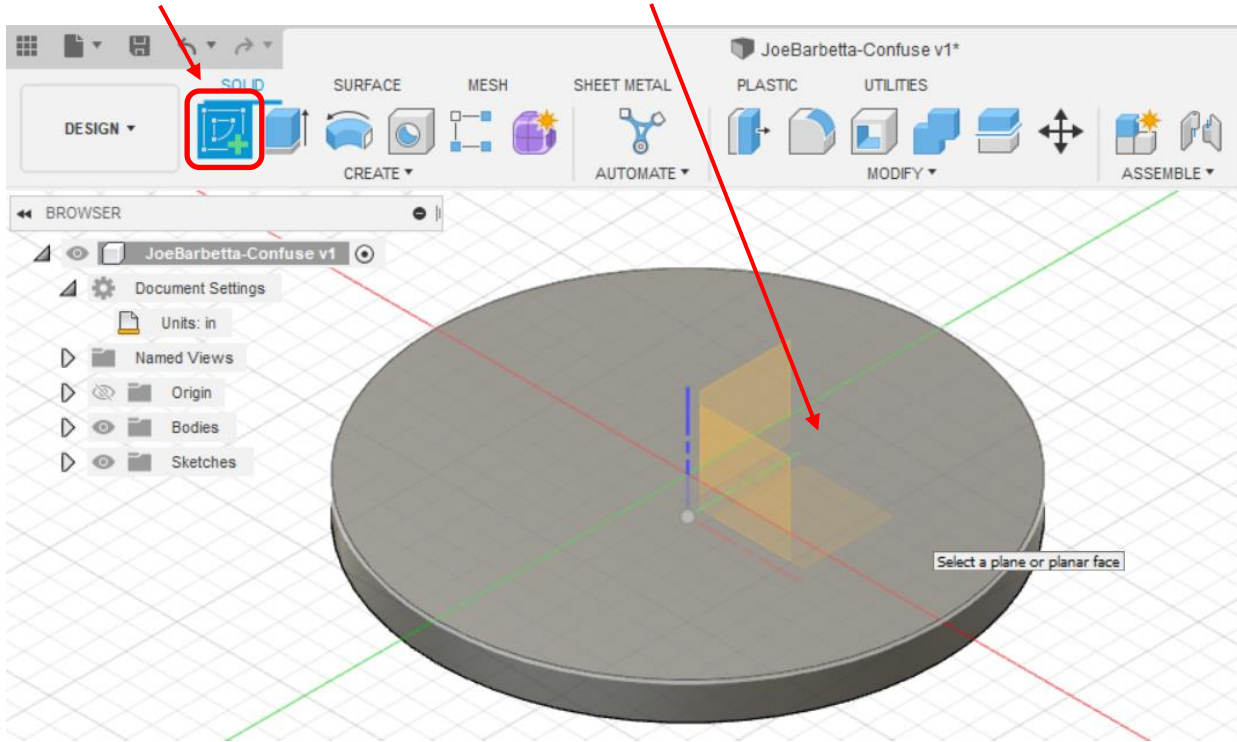 JoeBarbetta-Confuse v1*
SOLID SURFACE MESH SHEET METAL PLASTIC UTILITIES
DESIGN
CREATE AUTOMATE MODIFY ASSEMBLE
BROWSER
JoeBarbetta-Confuse v1
Document Settings
Units: in
Named Views
Origin
Bodies
Sketches
Select a plane or planar face